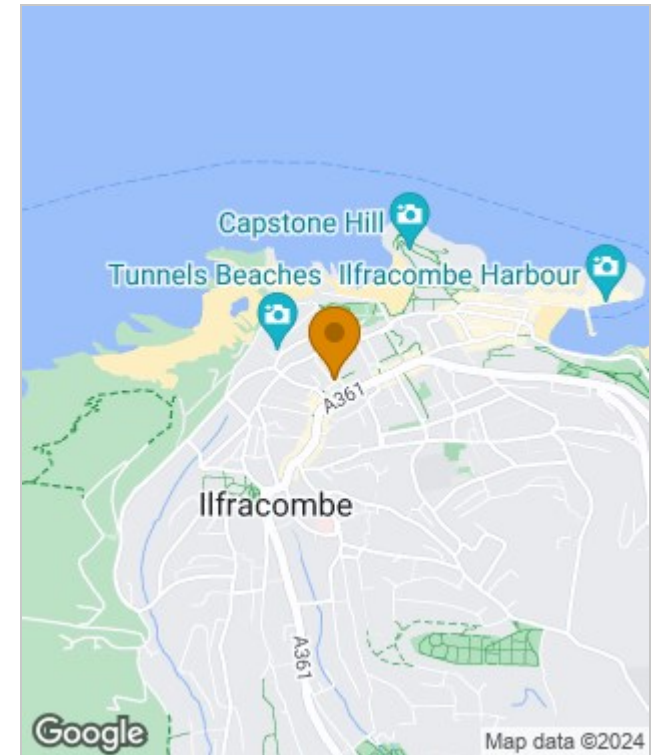 Capstone Hill
Tunnels Beaches
Ilfracombe Harbour
A361
Ilfracombe
A361
Google
Map data ©2024